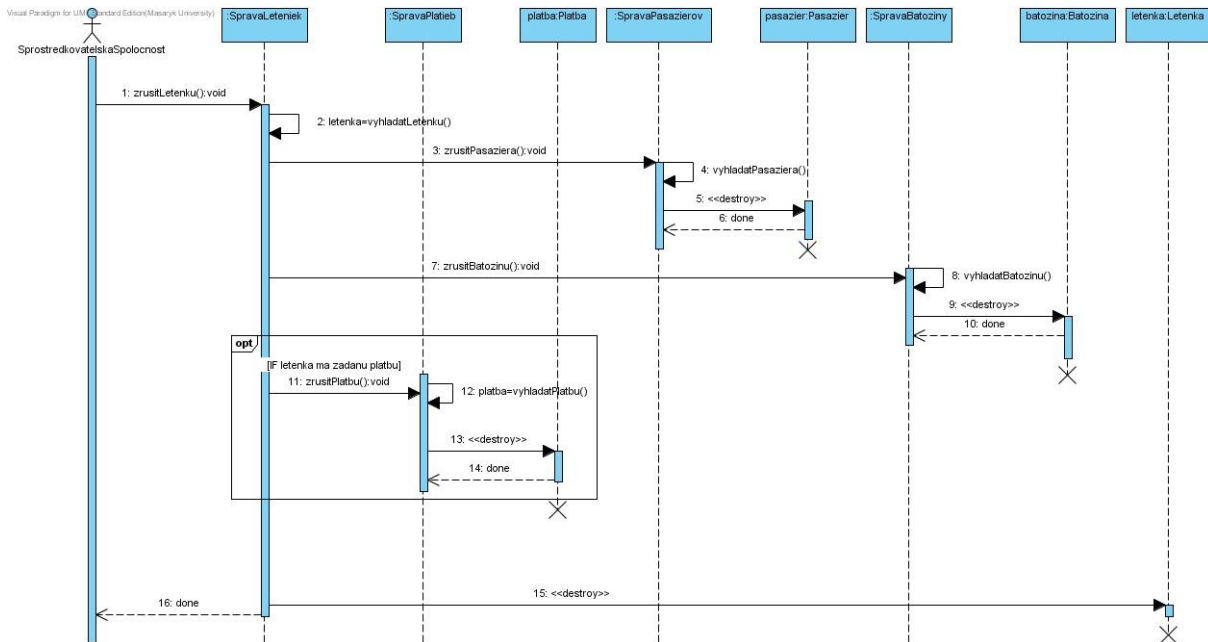 Visual Paradigm for UML Standard Edition(Masaryk University)
:SpravaLeteniek
:SpravaPlatieb
platba:Platba
:SpravaPasazierov
pasazier:Pasazier
:SpravaBatoziny
batozina:Batozina
letenka:Letenka
SprostredkovatelskaSpolocnost
1: zrusitLetenku():void
2: letenka=vyhladatLetenku()
3: zrusitPasaziera():void
4: vyhladatPasaziera()
5: <<destroy>>
6: done
7: zrusitBatozinu():void
8: vyhladatBatozinu()
9: <<destroy>>
10: done
opt
[IF letenka ma zadanu platbu]
11: zrusitPlatbu():void
12: platba=vyhladatPlatbu()
13: <<destroy>>
14: done
15: <<destroy>>
16: done